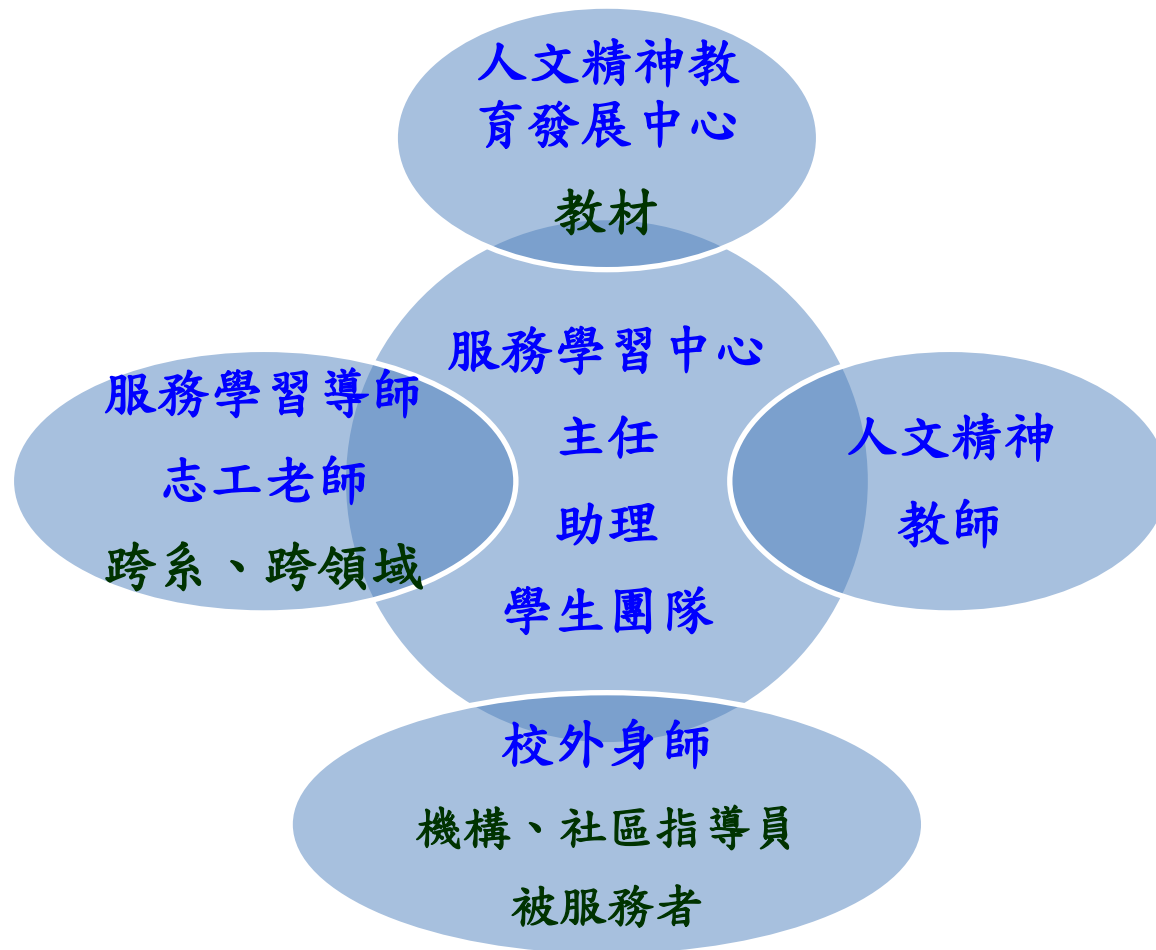 人文精神教
育發展中心
教材
服務學習中心
主任
助理
學生團隊
服務學習導師
志工老師
跨系、跨領域
人文精神
教師
校外身師
機構、社區指導員
被服務者